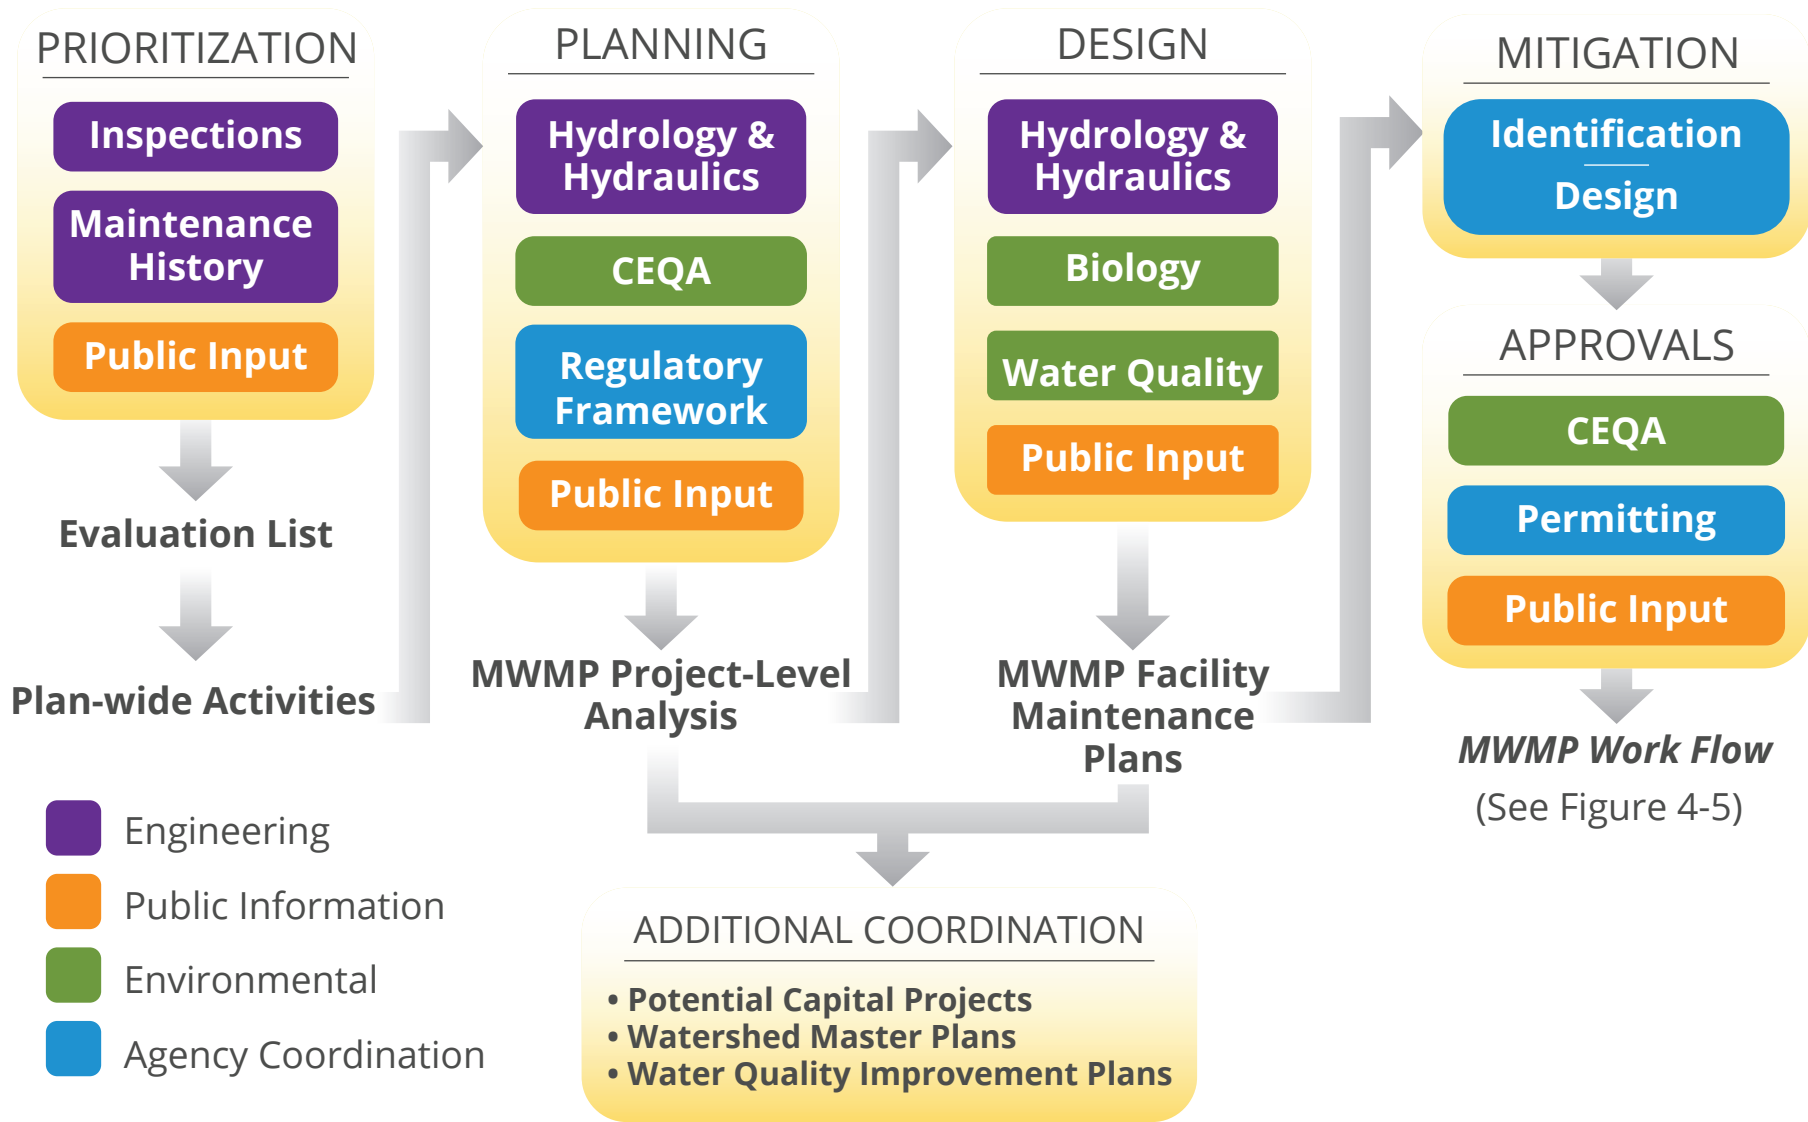 PRIORITIZATION
Inspections
Maintenance
History
Public Input
Evaluation List
Plan-wide Activities
PLANNING
Hydrology &
Hydraulics
CEQA
Regulatory
Framework
Public Input
MWMP Project-Level
Analysis
DESIGN
Hydrology &
Hydraulics
Biology
Water Quality
Public Input
MWMP Facility
Maintenance
Plans
MITIGATION
Identification
Design
APPROVALS
CEQA
Permitting
Public Input
MWMP Work Flow
(See Figure 4-5)
Engineering
Public Information
Environmental
Agency Coordination
ADDITIONAL COORDINATION
• Potential Capital Projects
• Watershed Master Plans
• Water Quality Improvement Plans